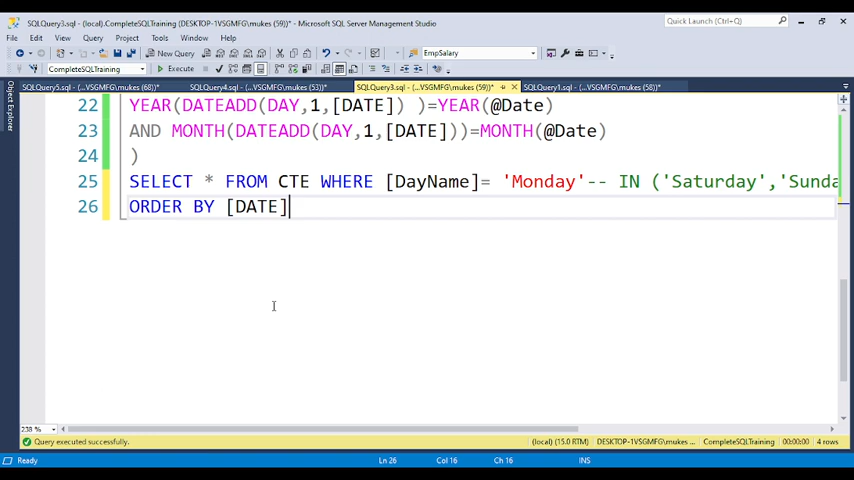 SQLQuery3.sql - (local).CompleteSQLTraining (DESKTOP-1VSGMFG\mukes (59))* - Microsoft SQL Server Management Studio
Quick Launch (Ctrl+Q)
File Edit View Query Project Tools Window Help
New Query EmpSalary
CompleteSQLTraining Execute
SQLQuery5.sql - (...VSGMFG\mukes (68))* SQLQuery4.sql - (...VSGMFG\mukes (53))* SQLQuery3.sql - (...VSGMFG\mukes (59))* SQLQuery1.sql - (...VSGMFG\mukes (58))*
Object Explorer
22 YEAR(DATEADD(DAY,1,[DATE]) )=YEAR(@Date)
23 AND MONTH(DATEADD(DAY,1,[DATE]))=MONTH(@Date)
24 )
25 SELECT * FROM CTE WHERE [DayName]= 'Monday'-- IN ('Saturday','Sunda
26 ORDER BY [DATE]
238 %
Query executed successfully. (local) (15.0 RTM) DESKTOP-1VSGMFG\mukes ... CompleteSQLTraining 00:00:00 4 rows
Ready Ln 26 Col 16 Ch 16 INS